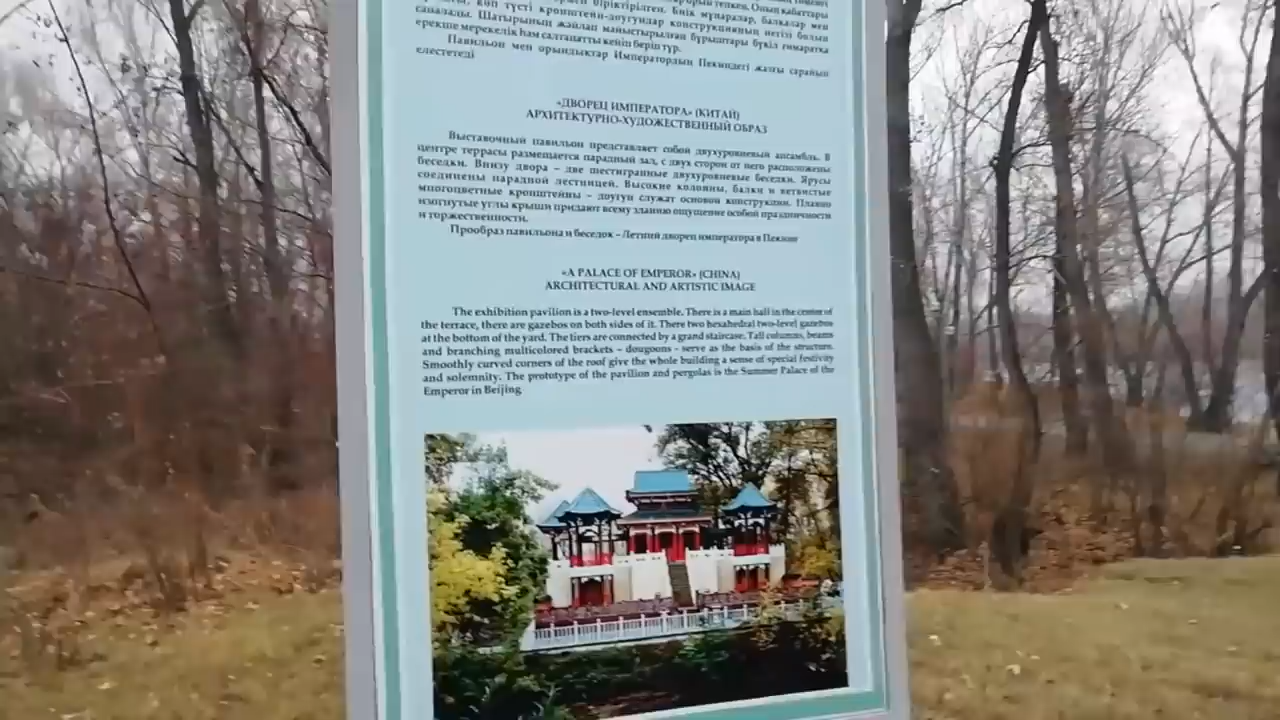 көп түсті кронштейн-доугундар конструкцияның негізі болып
сапалады. Шатырының жайлап майыстырылған бұрыштары бүкіл ғимаратка
ерекше мерекелік һам салтанатты кейіп беріп тұр.
Павильон мен орындықтар Императордың Пекиндегі жазғы сарайын
елестетеді
«ДВОРЕЦ ИМПЕРАТОРА» (КИТАЙ)
АРХИТЕКТУРНО-ХУДОЖЕСТВЕННЫЙ ОБРАЗ
Выставочный павильон представляет собой двухуровневый ансамбль. В
центре террасы размещается парадный зал, с двух сторон от него расположены
беседки. Внизу двора – две шестигранные двухуровневые беседки. Ярусы
соединены парадной лестницей. Высокие колонны, балки и ветвистые
многоцветные кронштейны – доугун служат основой конструкции. Плавно
изогнутые углы крыши придают всему зданию ощущение особой праздничности
и торжественности.
Прообраз павильона и беседок – Летний дворец императора в Пекине
«A PALACE OF EMPEROR» (CHINA)
ARCHITECTURAL AND ARTISTIC IMAGE
The exhibition pavilion is a two-level ensemble. There is a main hall in the center of
the terrace, there are gazebos on both sides of it. There two hexahedral two-level gazebos
at the bottom of the yard. The tiers are connected by a grand staircase. Tall columns, beams
and branching multicolored brackets – dougoons – serve as the basis of the structure.
Smoothly curved corners of the roof give the whole building a sense of special festivity
and solemnity. The prototype of the pavilion and pergolas is the Summer Palace of the
Emperor in Beijing.